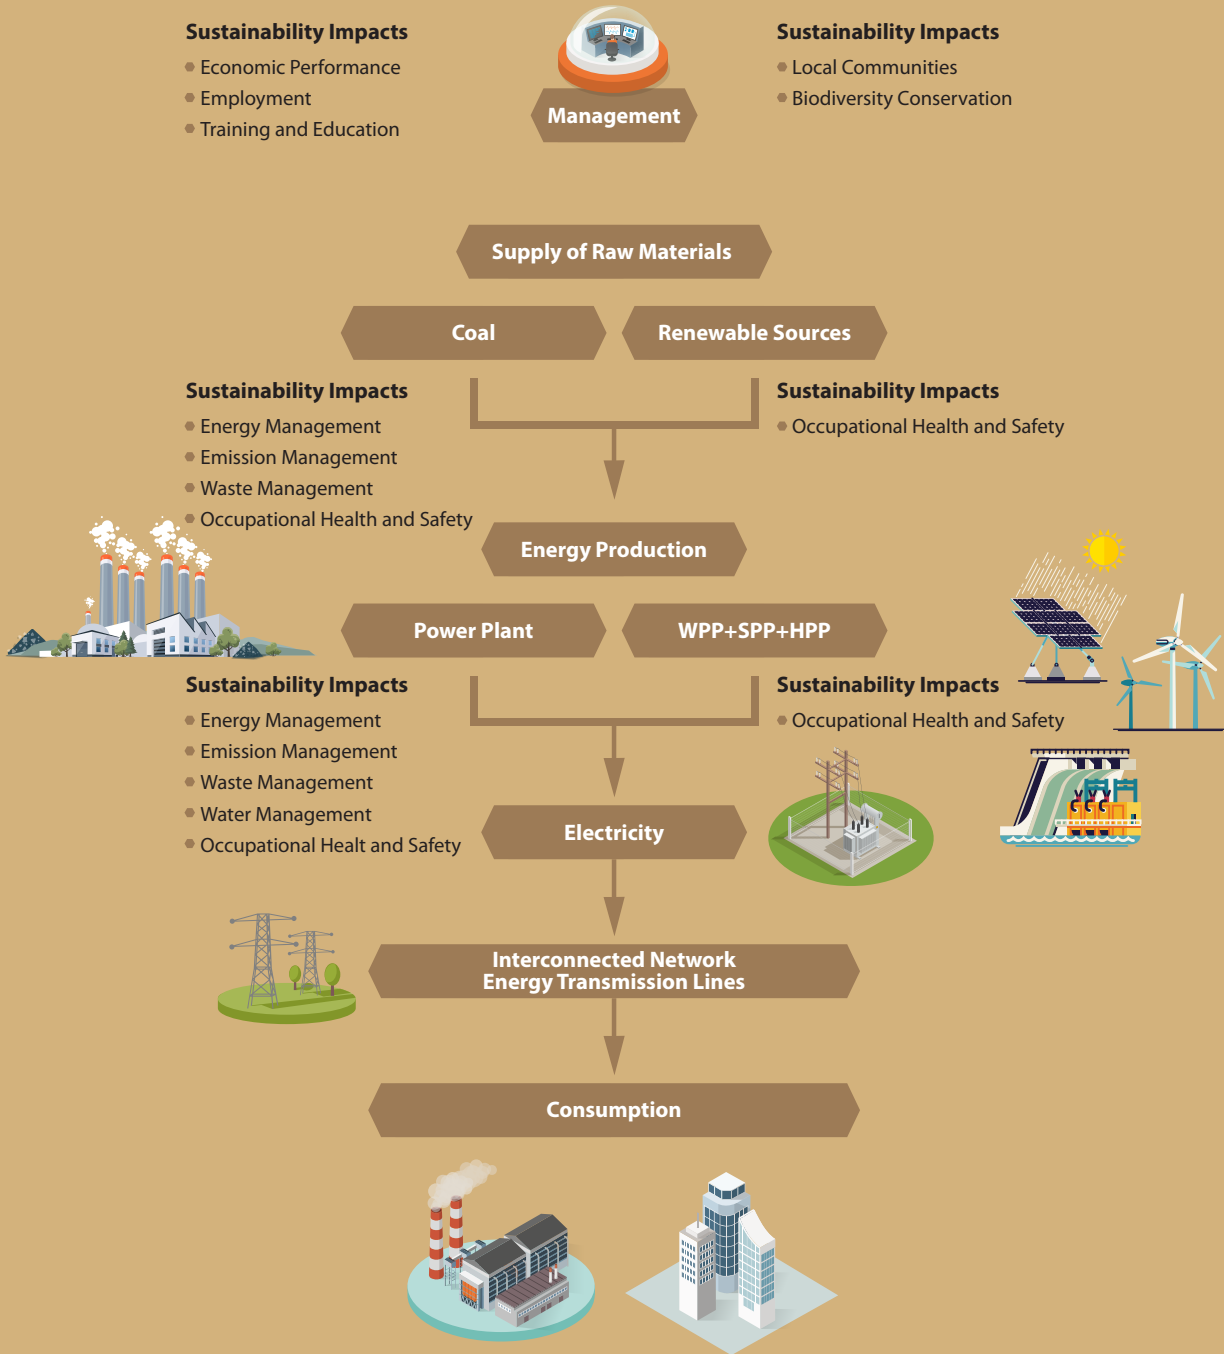 Sustainability Impacts
Economic Performance
Employment
Training and Education
Management
Sustainability Impacts
Local Communities
Biodiversity Conservation
Supply of Raw Materials
Coal
Renewable Sources
Sustainability Impacts
Energy Management
Emission Management
Waste Management
Occupational Health and Safety
Sustainability Impacts
Occupational Health and Safety
Energy Production
Power Plant
WPP+SPP+HPP
Sustainability Impacts
Energy Management
Emission Management
Waste Management
Water Management
Occupational Healt and Safety
Sustainability Impacts
Occupational Health and Safety
Electricity
Interconnected Network
Energy Transmission Lines
Consumption